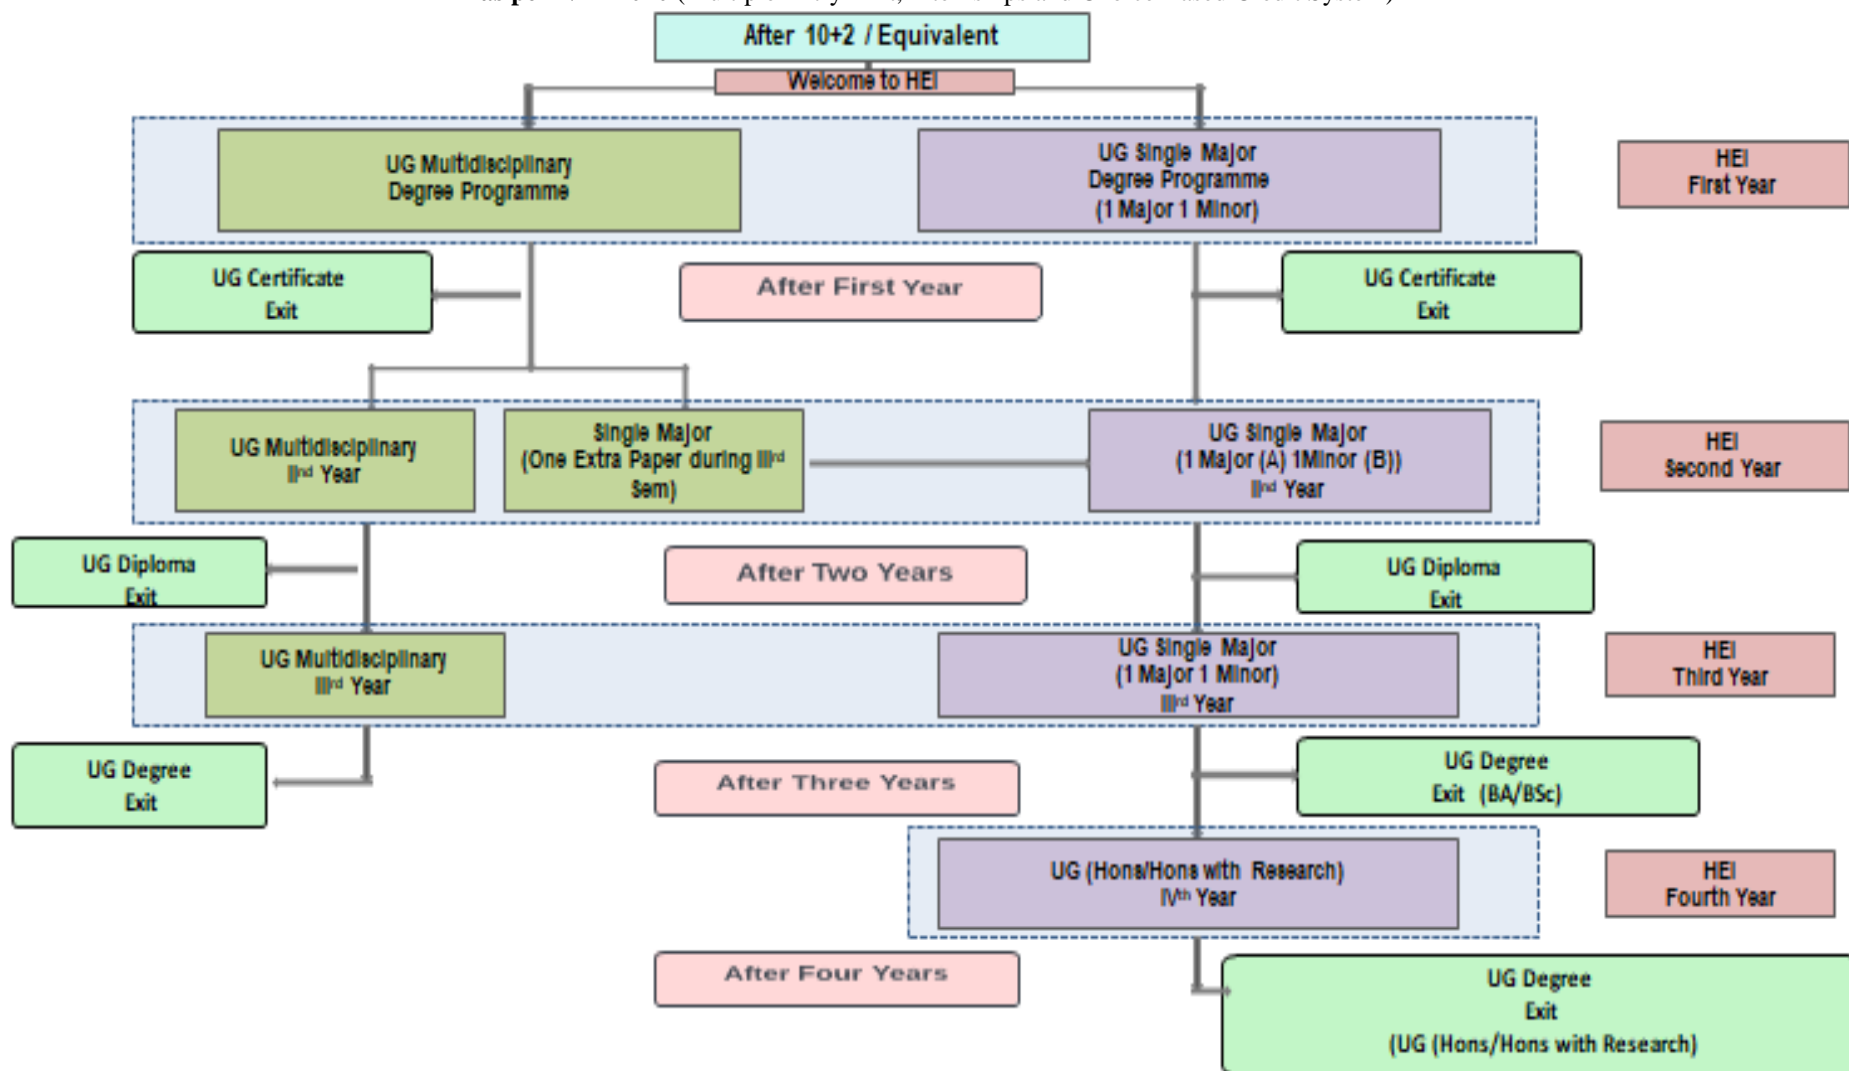 After 10+2 / Equivalent
Welcome to HEI
UG Multidisciplinary
Degree Programme
UG Single Major
Degree Programme
(1 Major 1 Minor)
HEI
First Year
UG Certificate
Exit
After First Year
UG Certificate
Exit
UG Multidisciplinary
IInd Year
Single Major
(One Extra Paper during IIIrd
Sem)
UG Single Major
(1 Major (A) 1Minor (B))
IInd Year
HEI
Second Year
UG Diploma
Exit
After Two Years
UG Diploma
Exit
UG Multidisciplinary
IIIrd Year
UG Single Major
(1 Major 1 Minor)
IIIrd Year
HEI
Third Year
UG Degree
Exit
After Three Years
UG Degree
Exit (BA/BSc)
UG (Hons/Hons with Research)
IVth Year
HEI
Fourth Year
After Four Years
UG Degree
Exit
(UG (Hons/Hons with Research)